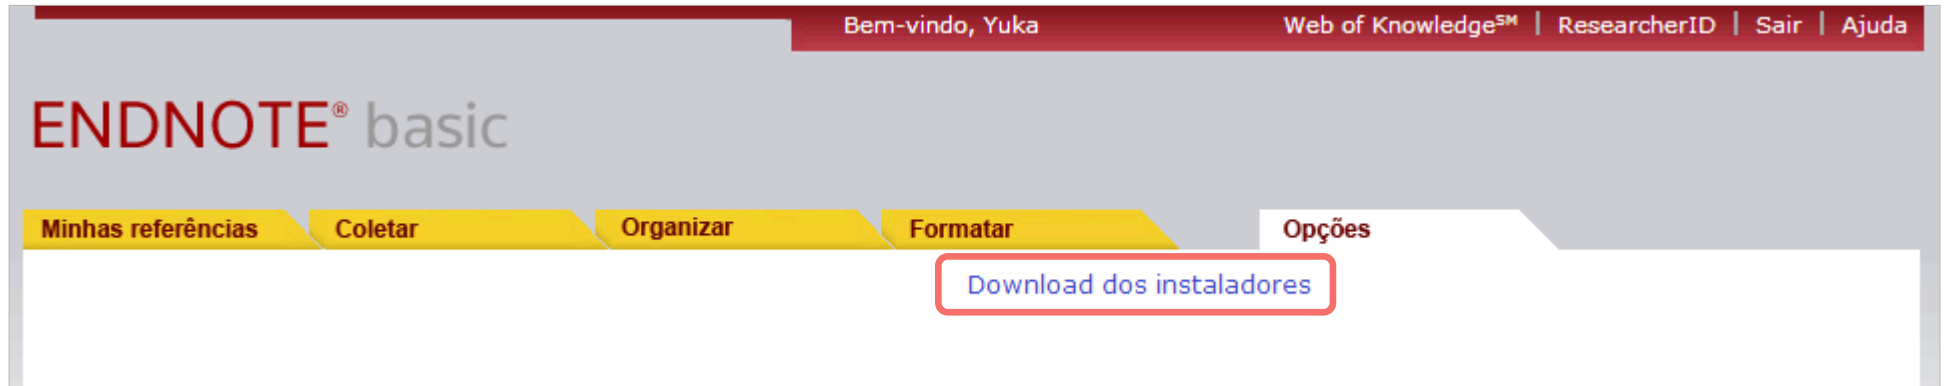 Bem-vindo, Yuka Web of Knowledge℠ | ResearcherID | Sair | Ajuda
ENDNOTE® basic
Minhas referências Coletar Organizar Formatar Opções
Download dos instaladores